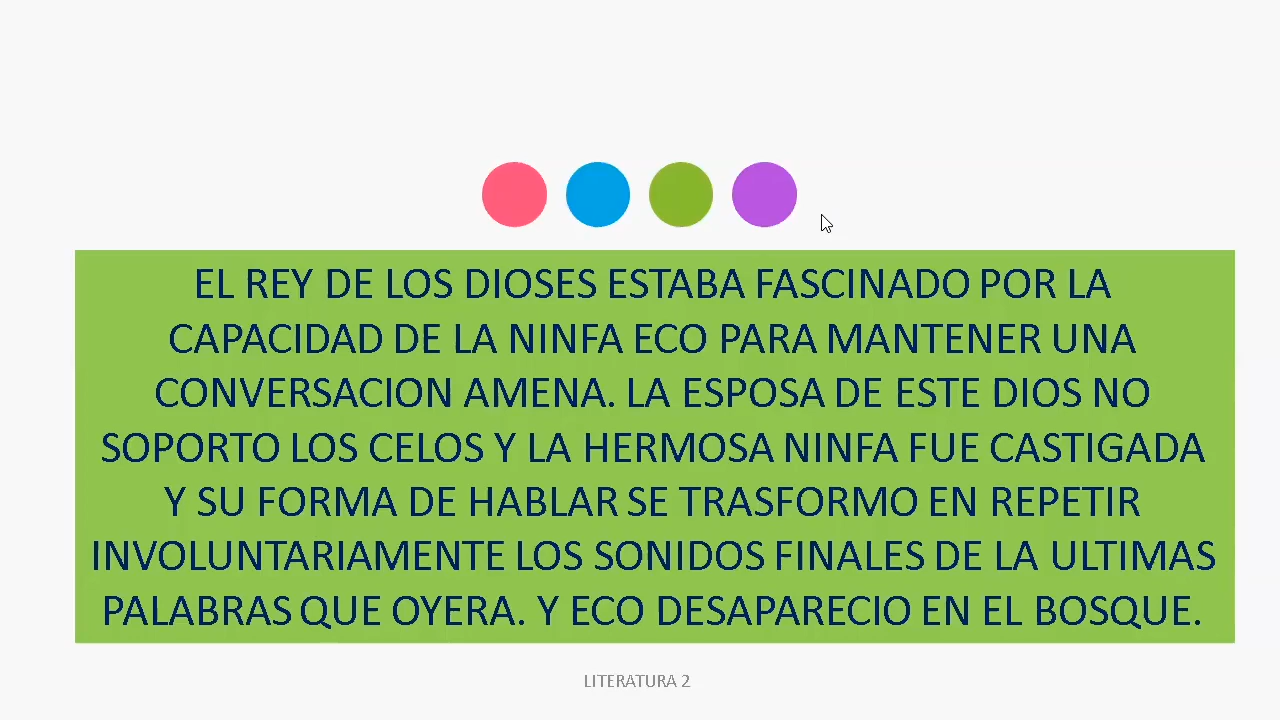 EL REY DE LOS DIOSES ESTABA FASCINADO POR LA
CAPACIDAD DE LA NINFA ECO PARA MANTENER UNA
CONVERSACION AMENA. LA ESPOSA DE ESTE DIOS NO
SOPORTO LOS CELOS Y LA HERMOSA NINFA FUE CASTIGADA
Y SU FORMA DE HABLAR SE TRASFORMO EN REPETIR
INVOLUNTARIAMENTE LOS SONIDOS FINALES DE LA ULTIMAS
PALABRAS QUE OYERA. Y ECO DESAPARECIO EN EL BOSQUE.
LITERATURA 2